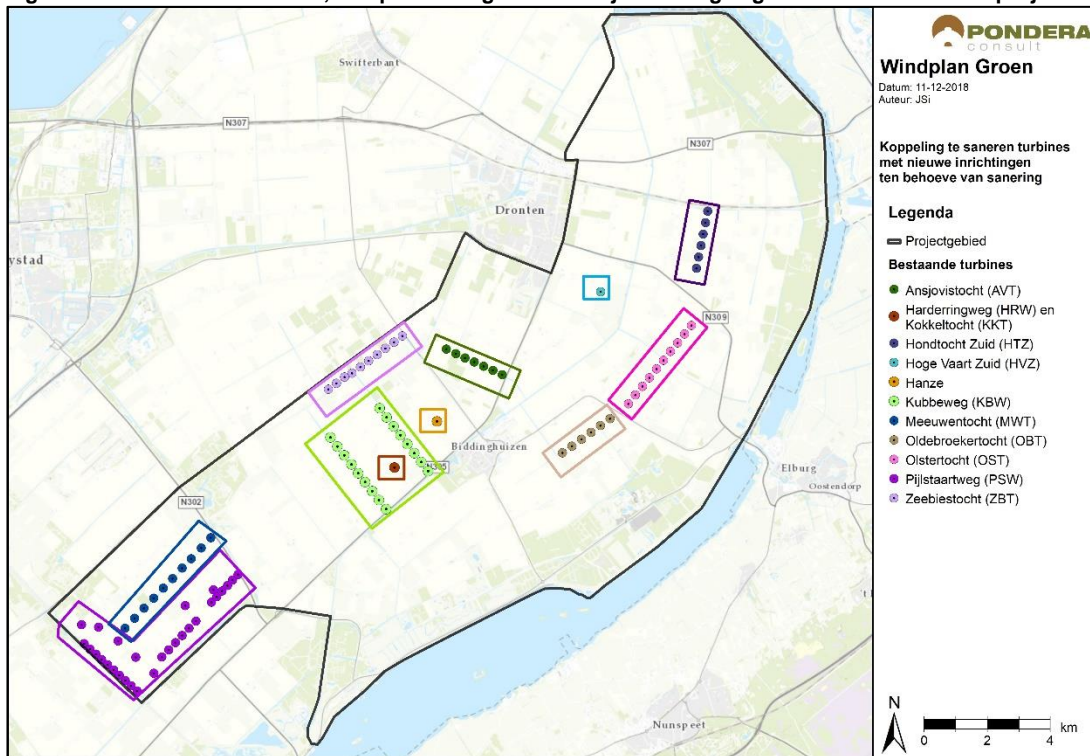 Swifterbant
N307
N307
Dronten
ystad
N309
Biddinghuizen
N305
Elburg
Oostendorp
N302
Nunspeet
PONDERA
consult
Windplan Groen
Datum: 11-12-2018
Auteur: JSi
Koppeling te saneren turbines
met nieuwe inrichtingen
ten behoeve van sanering
Legenda
Projectgebied
Bestaande turbines
Ansjovistocht (AVT)
Harderringweg (HRW) en
Kokkeltocht (KKT)
Hondtocht Zuid (HTZ)
Hoge Vaart Zuid (HVZ)
Hanze
Kubbeweg (KBW)
Meeuwentocht (MWT)
Oldebroekertocht (OBT)
Olstertocht (OST)
Pijlstaartweg (PSW)
Zeebiestocht (ZBT)
N
km
0 2 4